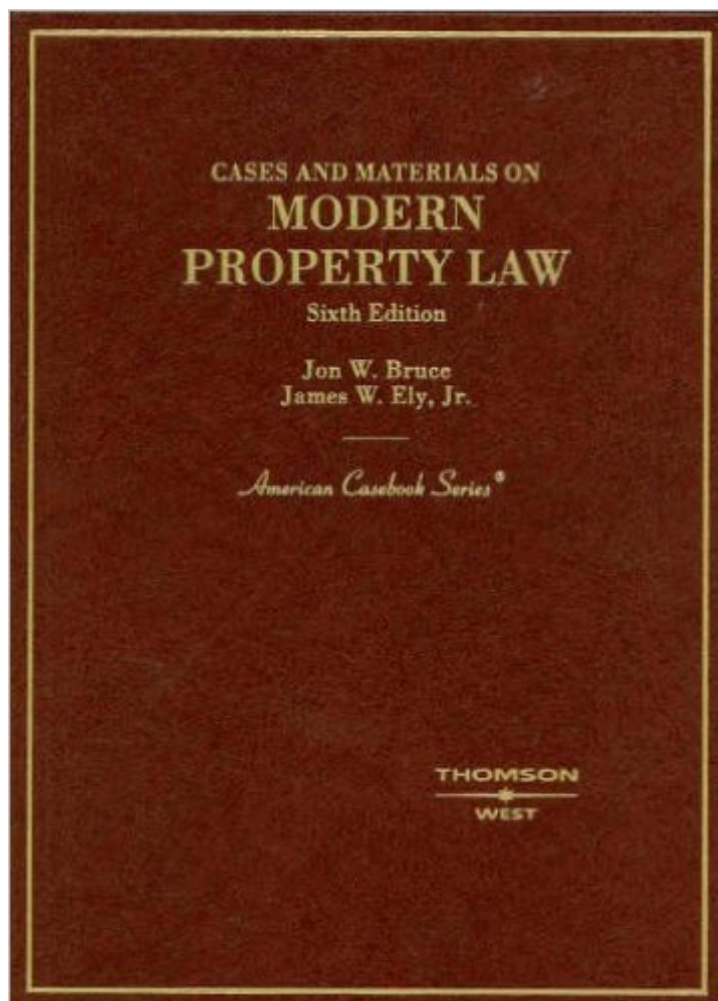 CASES AND MATERIALS ON
MODERN
PROPERTY LAW
Sixth Edition
Jon W. Bruce
James W. Ely, Jr.
American Casebook Series®
THOMSON
WEST